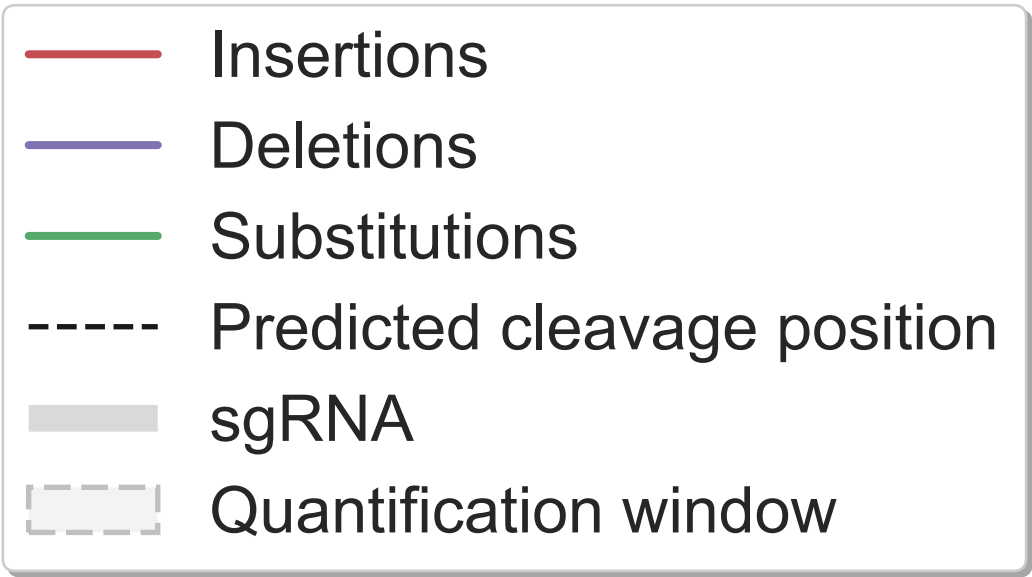 Insertions
Deletions
Substitutions
Predicted cleavage position
sgRNA
Quantification window